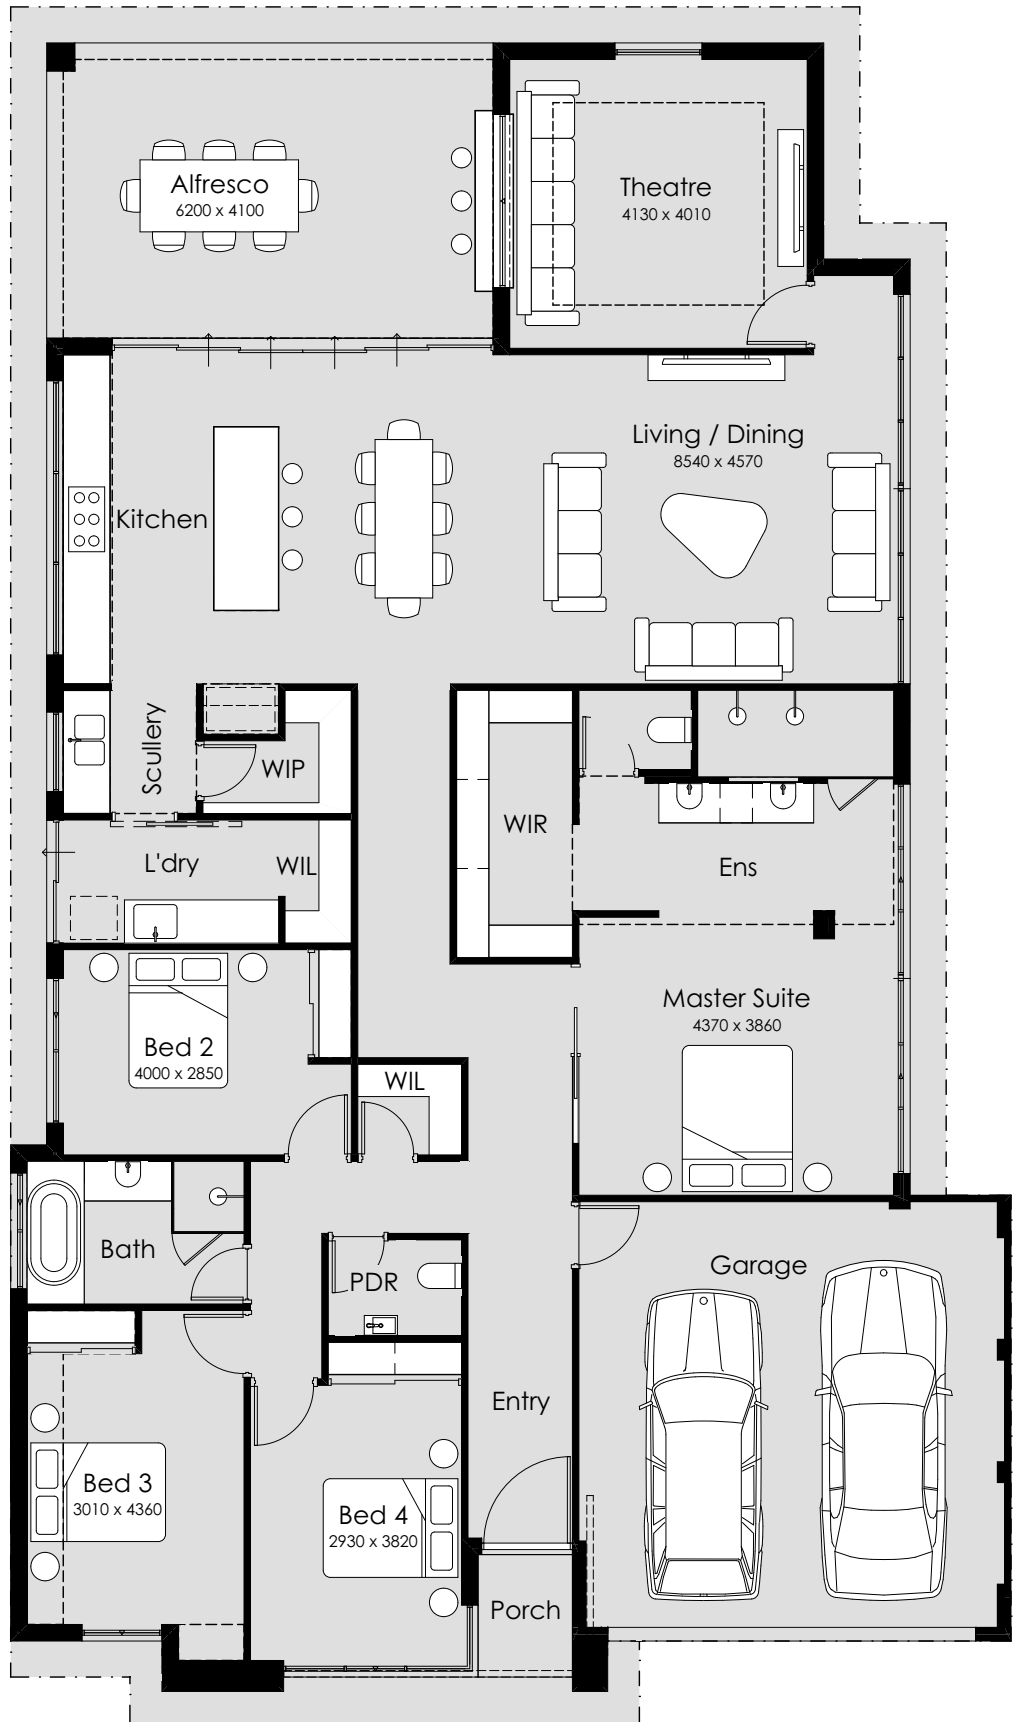 Alfresco
6200 x 4100
Theatre
4130 x 4010
Living / Dining
8540 x 4570
Kitchen
Scullery
WIP
WIR
L'dry
WIL
Ens
Master Suite
4370 x 3860
Bed 2
4000 x 2850
WIL
Bath
PDR
Garage
Entry
Bed 3
3010 x 4360
Bed 4
2930 x 3820
Porch